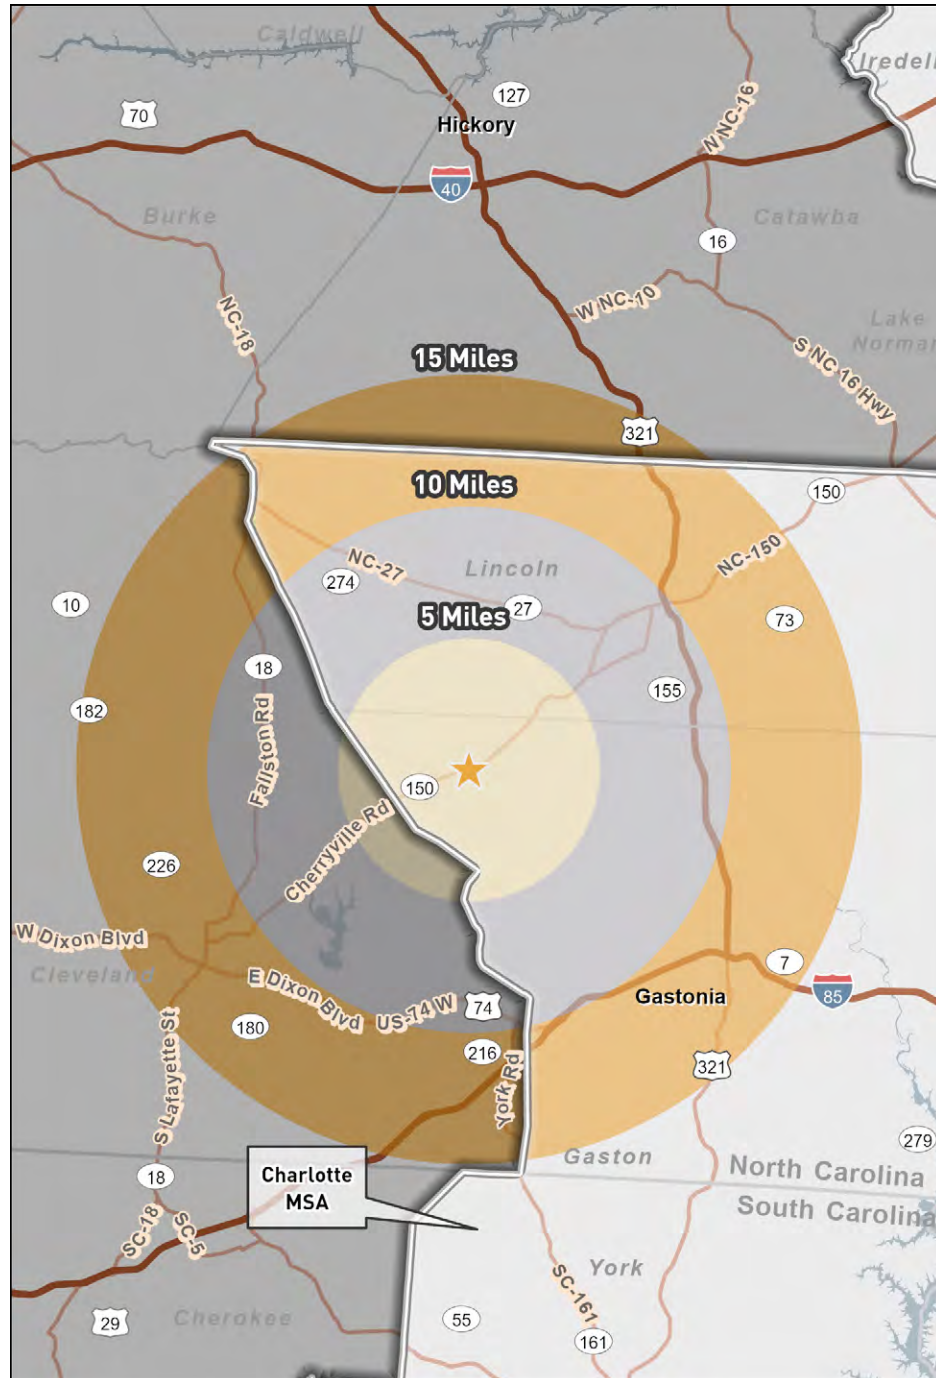 Caldwell
Iredell
127
70
Hickory
N NC-16
40
Burke
Catawba
16
NC-18
W NC-10
Lake
Norman
S NC 16 Hwy
15 Miles
321
10 Miles
150
NC-150
NC-27
Lincoln
274
27
10
5 Miles
73
18
155
182
Fallston Rd
150
Cherryville Rd
226
W Dixon Blvd
Cleveland
E Dixon Blvd
US-74 W
74
7
85
Gastonia
180
216
York Rd
321
S Lafayette St
279
Gaston
North Carolina
South Carolina
Charlotte
MSA
18
SC-18
SC-5
York
SC-161
Cherokee
29
55
161